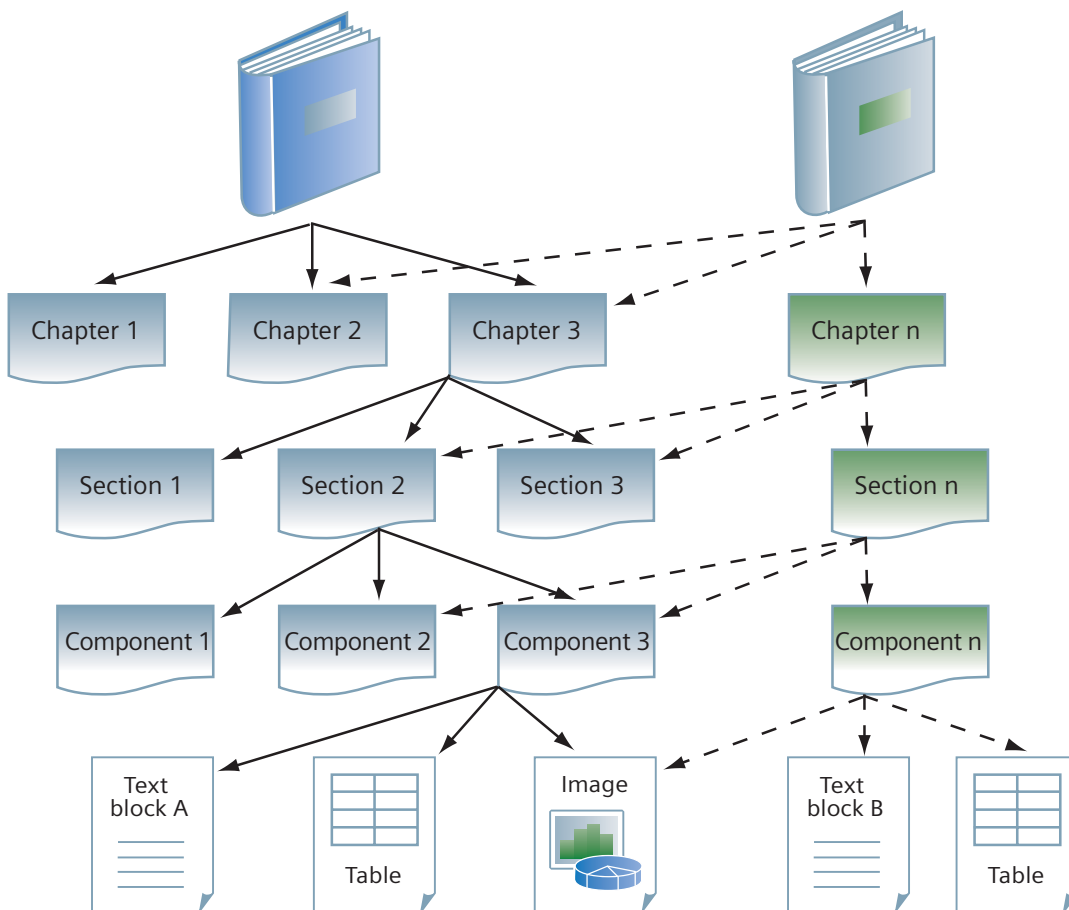 Chapter 1
Chapter 2
Chapter 3
Chapter n
Section 1
Section 2
Section 3
Section n
Component 1
Component 2
Component 3
Component n
Text
block A
Table
Image
Text
block B
Table